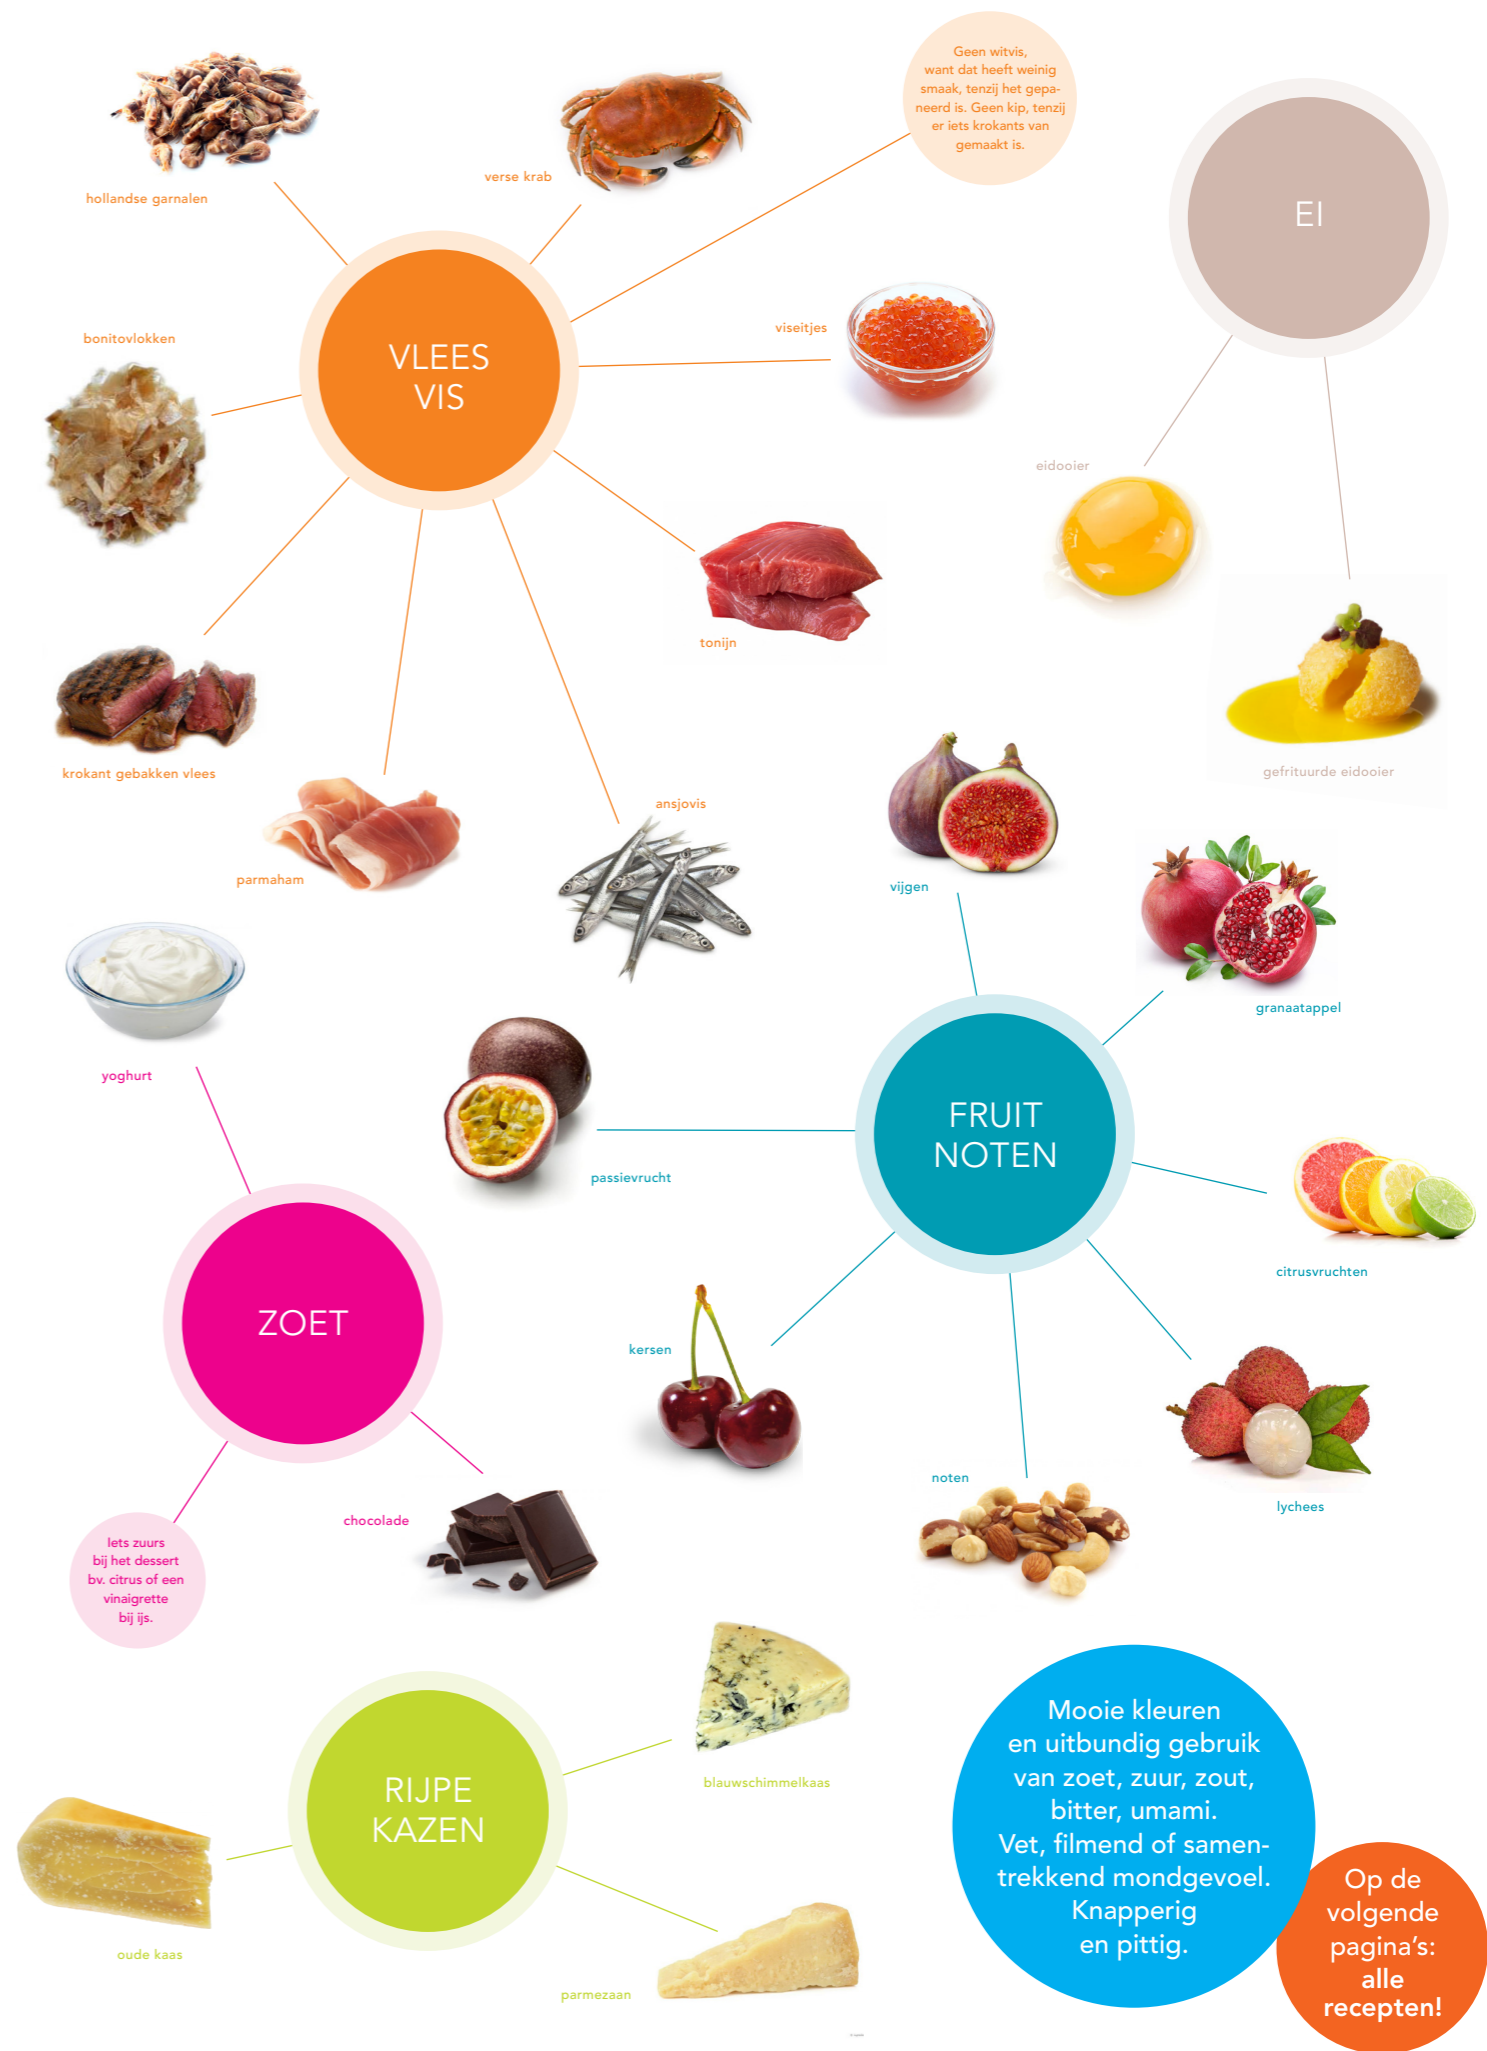 Geen witvis,
want dat heeft weinig
smaak, tenzij het gepa-
neerd is. Geen kip, tenzij
er iets krokants van
gemaakt is.
hollandse garnalen
verse krab
EI
VLEES
VIS
bonitovlokken
viseitjes
eidooier
tonijn
krokant gebakken vlees
gefrituurde eidooier
ansjovis
parmaham
vijgen
granaatappel
yoghurt
FRUIT
NOTEN
passievrucht
citrusvruchten
ZOET
kersen
noten
lychees
chocolade
Iets zuurs
bij het dessert
bv. citrus of een
vinaigrette
bij ijs.
RIJPE
KAZEN
blauwschimmelkaas
oude kaas
parmezaan
Mooie kleuren
en uitbundig gebruik
van zoet, zuur, zout,
bitter, umami.
Vet, filmend of samen-
trekkend mondgevoel.
Knapperig
en pittig.
Op de
volgende
pagina's:
alle
recepten!